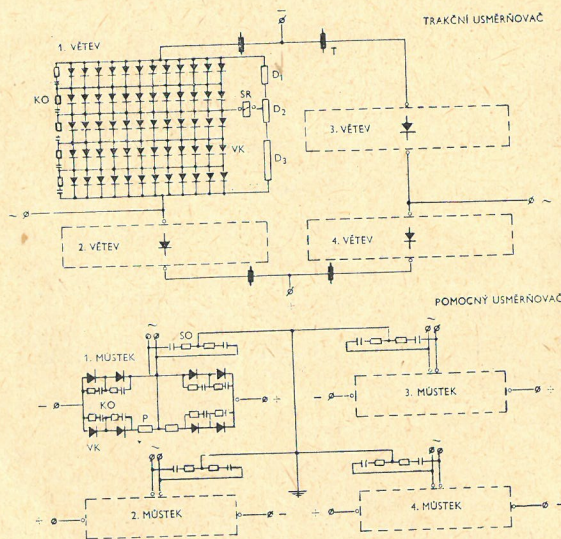 TRAKČNÍ USMĚRŇOVAČ
1. VĚTEV
T
KO
SR
D1
D2
D3
VK
3. VĚTEV
~
~
2. VĚTEV
4. VĚTEV
POMOCNÝ USMĚRŇOVAČ
~
SO
~
1. MŮSTEK
KO
P
VK
3. MŮSTEK
~
~
2. MŮSTEK
4. MŮSTEK